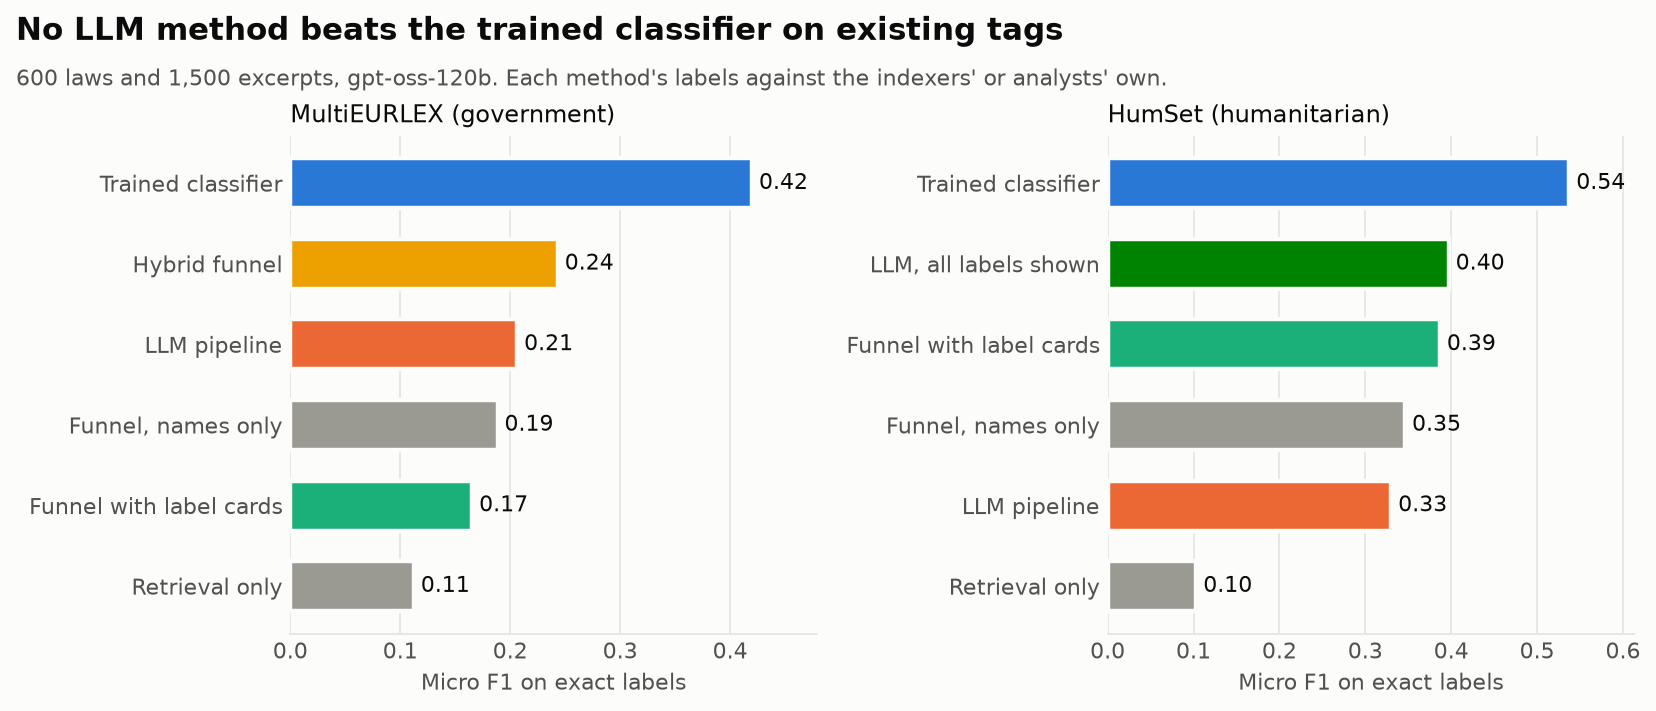 No LLM method beats the trained classifier on existing tags
600 laws and 1,500 excerpts, gpt-oss-120b. Each method's labels against the indexers' or analysts' own.
MultiEURLEX (government)
Trained classifier 0.42
Hybrid funnel 0.24
LLM pipeline 0.21
Funnel, names only 0.19
Funnel with label cards 0.17
Retrieval only 0.11
0.0 0.1 0.2 0.3 0.4
Micro F1 on exact labels
HumSet (humanitarian)
Trained classifier 0.54
LLM, all labels shown 0.40
Funnel with label cards 0.39
Funnel, names only 0.35
LLM pipeline 0.33
Retrieval only 0.10
0.0 0.1 0.2 0.3 0.4 0.5 0.6
Micro F1 on exact labels